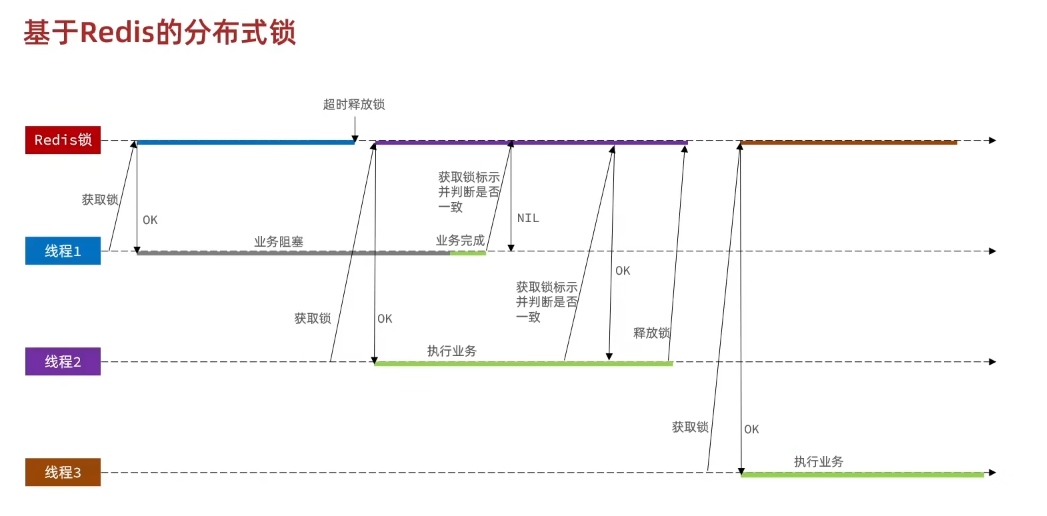 基于Redis的分布式锁
超时释放锁
Redis锁
获取锁
OK
获取锁标示
并判断是否
一致
NIL
线程1
业务阻塞
业务完成
获取锁
OK
获取锁标示
并判断是否
一致
OK
释放锁
线程2
执行业务
获取锁
OK
线程3
执行业务